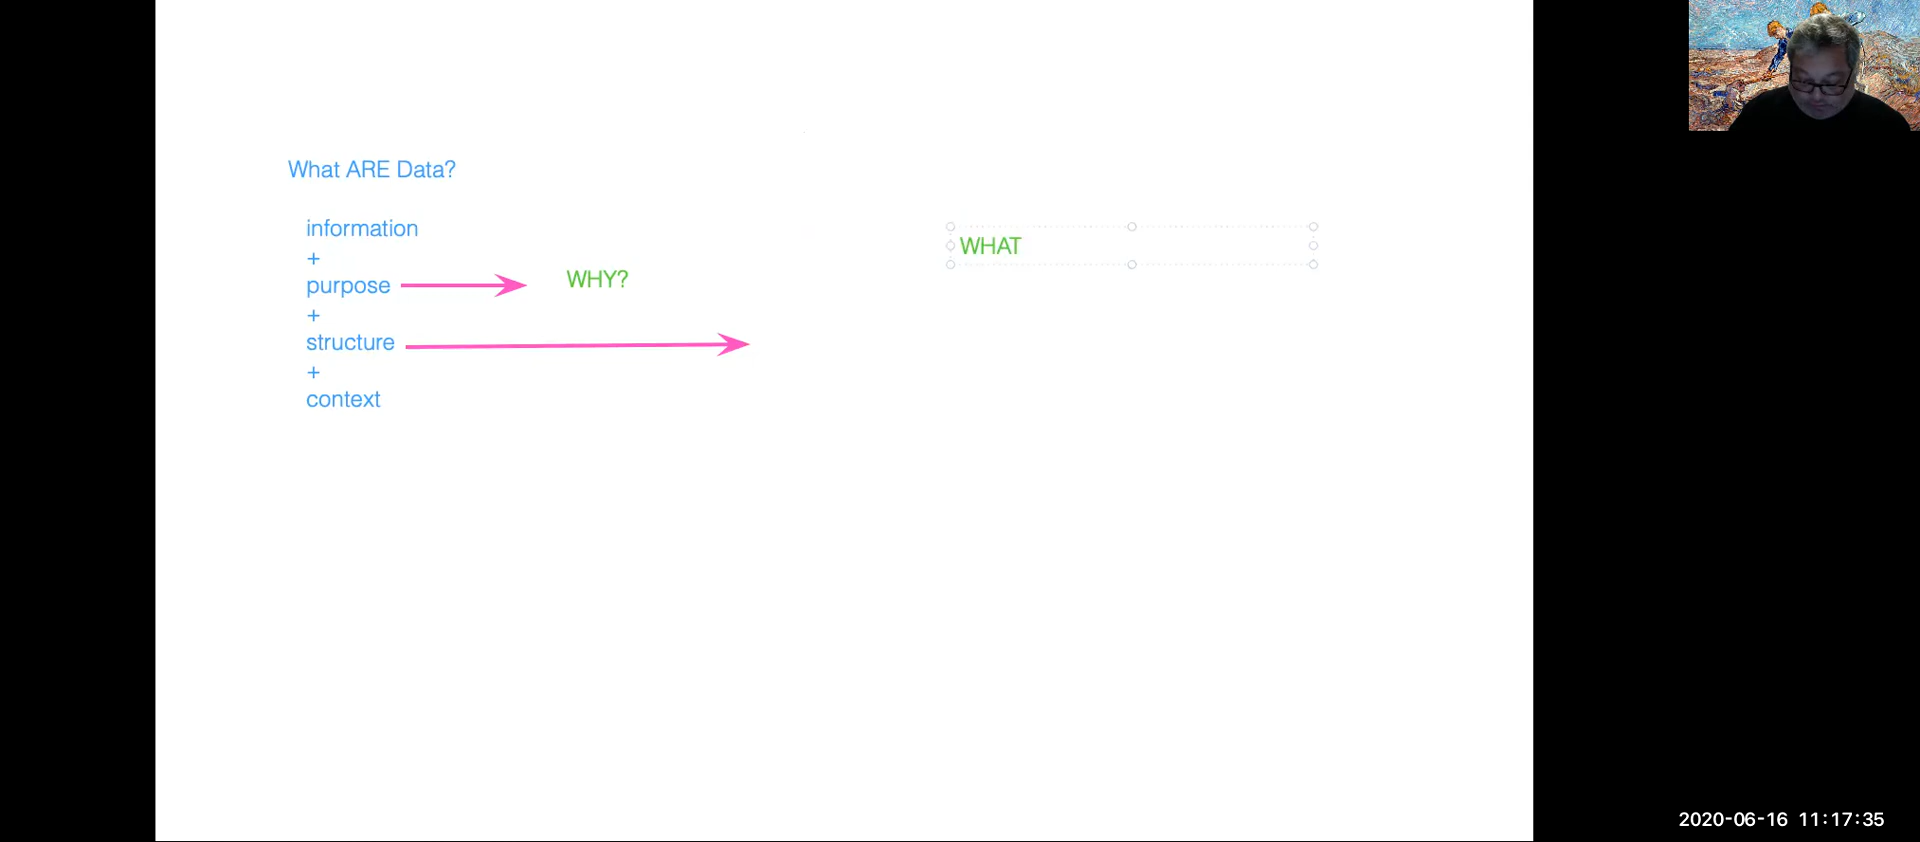 What ARE Data?
information
+
purpose
WHY?
+
structure
+
context
WHAT
2020-06-16 11:17:35